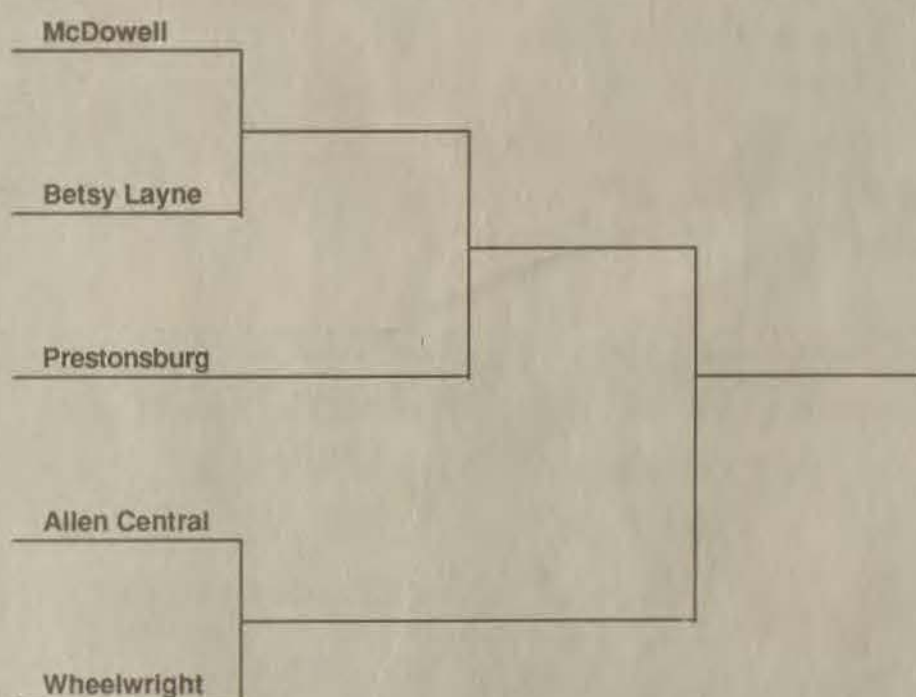 McDowell
Betsy Layne
Prestonsburg
Allen Central
Wheelwright